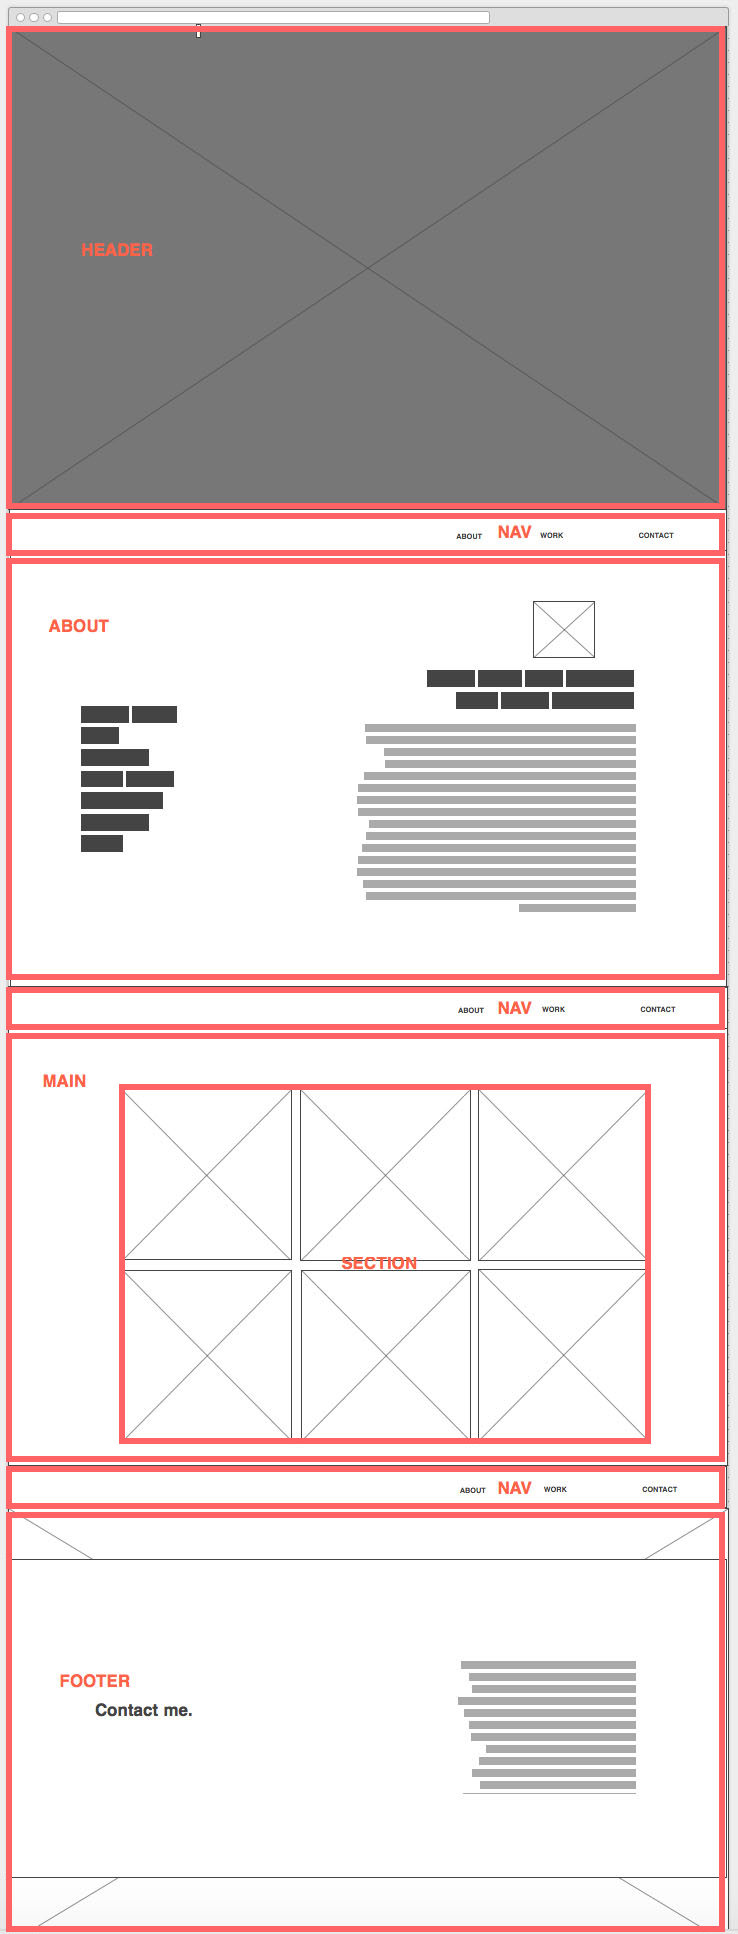 HEADER
ABOUT NAV WORK CONTACT
ABOUT
ABOUT NAV WORK CONTACT
MAIN
SECTION
ABOUT NAV WORK CONTACT
FOOTER
Contact me.